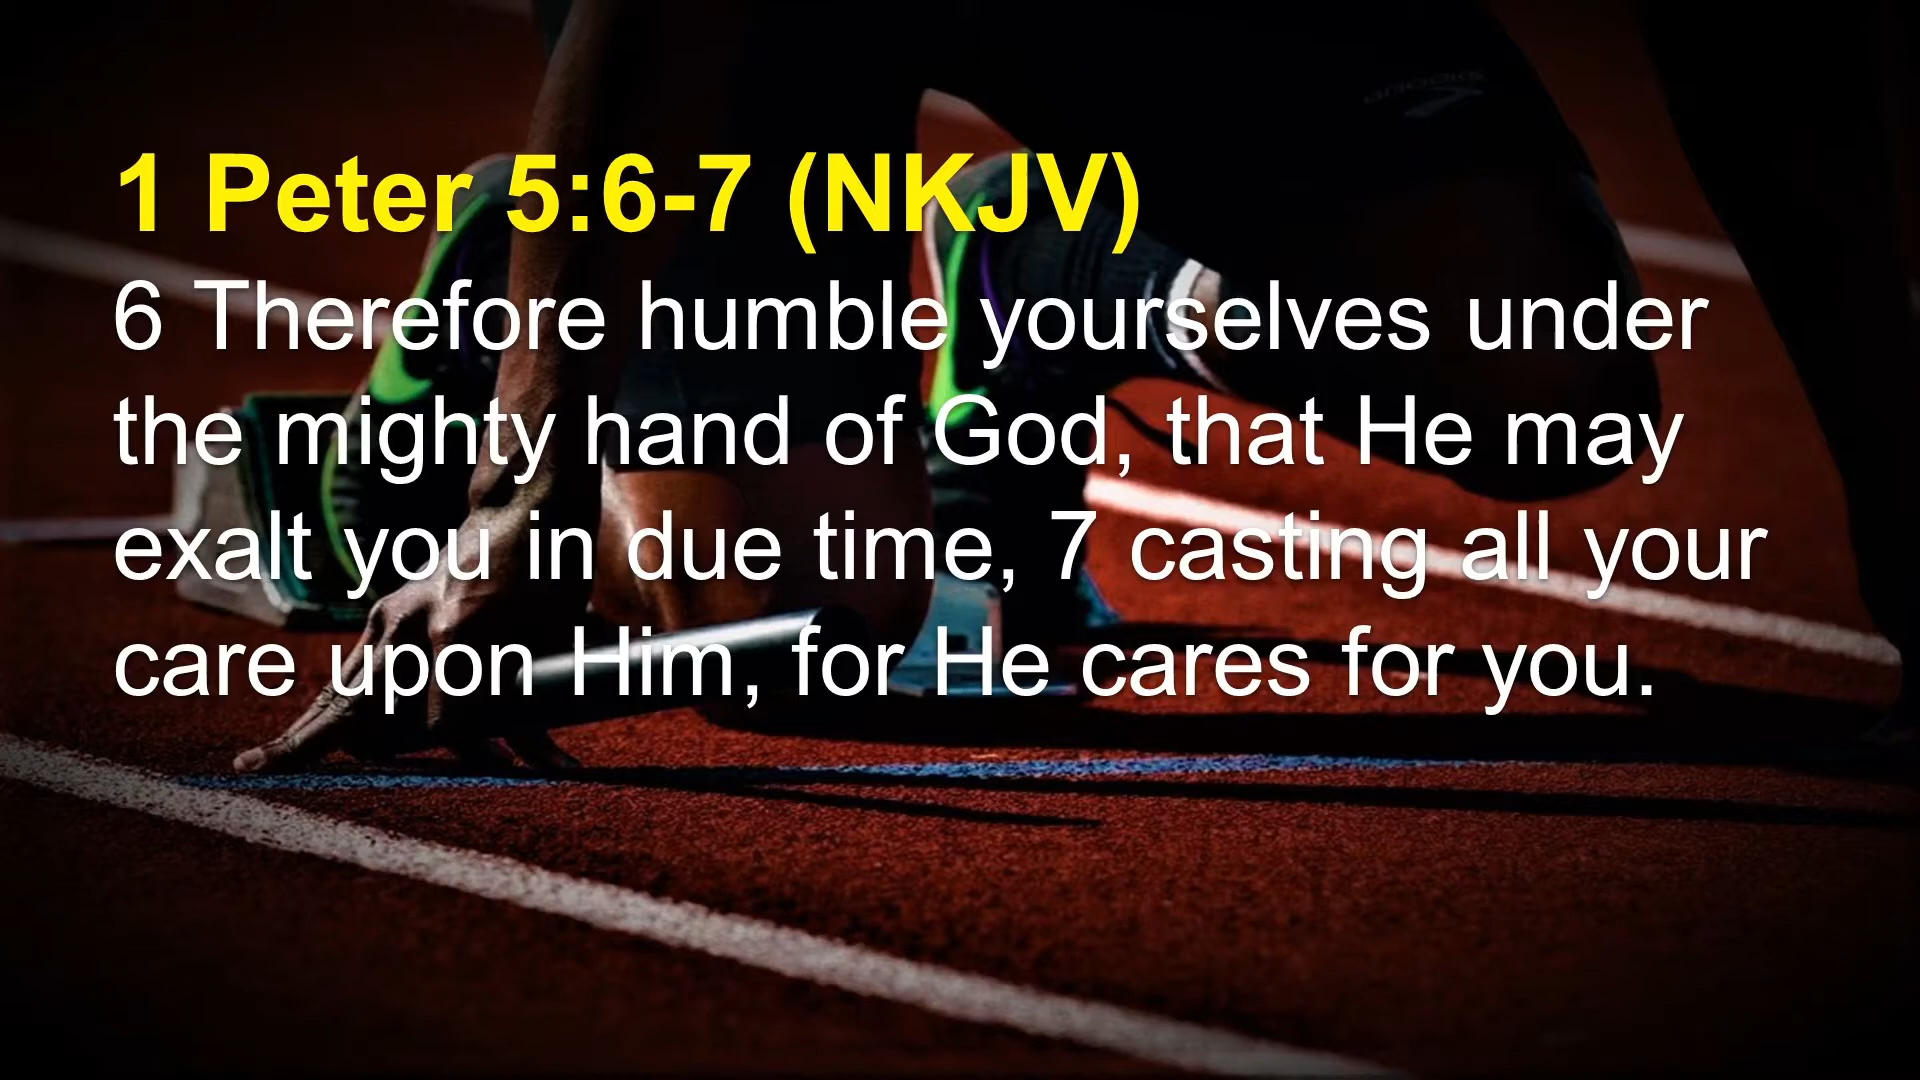 1 Peter 5:6-7 (NKJV)
6 Therefore humble yourselves under
the mighty hand of God, that He may
exalt you in due time, 7 casting all your
care upon Him, for He cares for you.
BROOKS